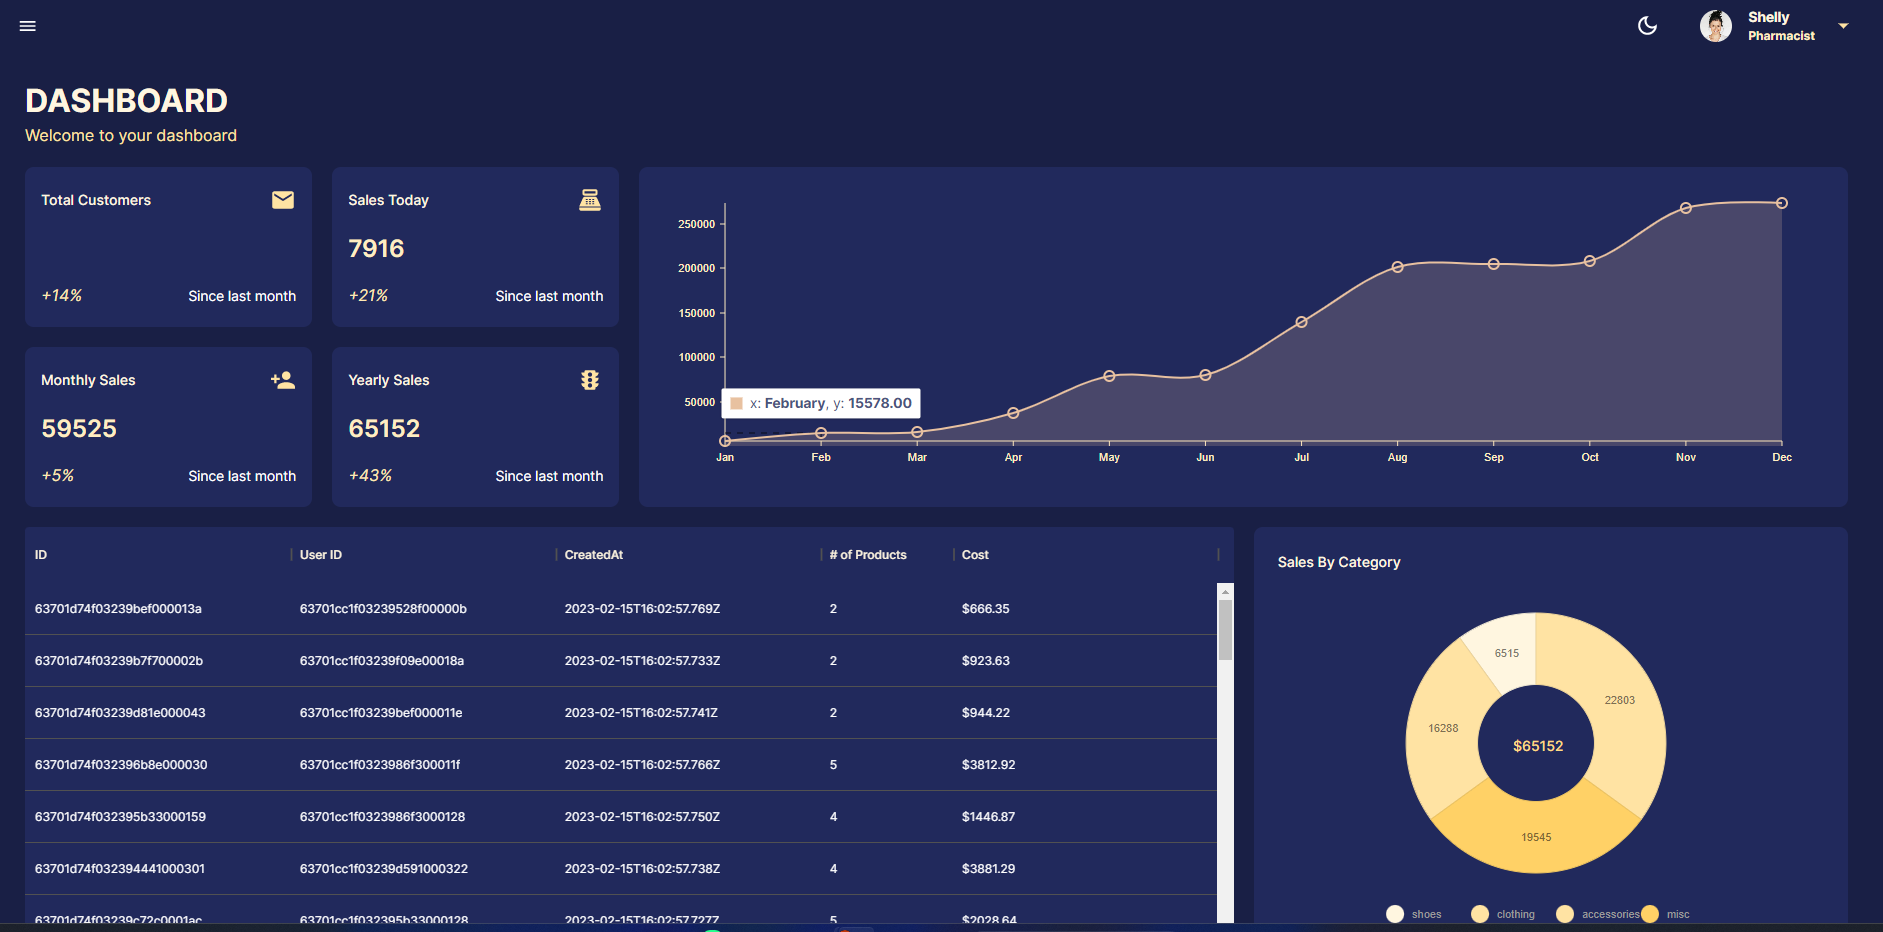 Shelly
Pharmacist
DASHBOARD
Welcome to your dashboard
Total Customers
+14% Since last month
Sales Today
7916
+21% Since last month
Monthly Sales
59525
+5% Since last month
Yearly Sales
65152
+43% Since last month
250000
200000
150000
100000
50000
x: February, y: 15578.00
Jan Feb Mar Apr May Jun Jul Aug Sep Oct Nov Dec
ID User ID CreatedAt # of Products Cost
63701d74f03239bef000013a 63701cc1f03239528f00000b 2023-02-15T16:02:57.769Z 2 $666.35
63701d74f03239b7f700002b 63701cc1f03239f09e00018a 2023-02-15T16:02:57.733Z 2 $923.63
63701d74f03239d81e000043 63701cc1f03239bef000011e 2023-02-15T16:02:57.741Z 2 $944.22
63701d74f032396b8e000030 63701cc1f0323986f300011f 2023-02-15T16:02:57.766Z 5 $3812.92
63701d74f032395b33000159 63701cc1f0323986f3000128 2023-02-15T16:02:57.750Z 4 $1446.87
63701d74f032394441000301 63701cc1f03239d591000322 2023-02-15T16:02:57.738Z 4 $3881.29
63701d74f03239c72c0001ac 63701cc1f032395b33000128 2023-02-15T16:02:57.727Z 5 $2028.64
Sales By Category
6515
22803
16288
$65152
19545
shoes clothing accessories misc